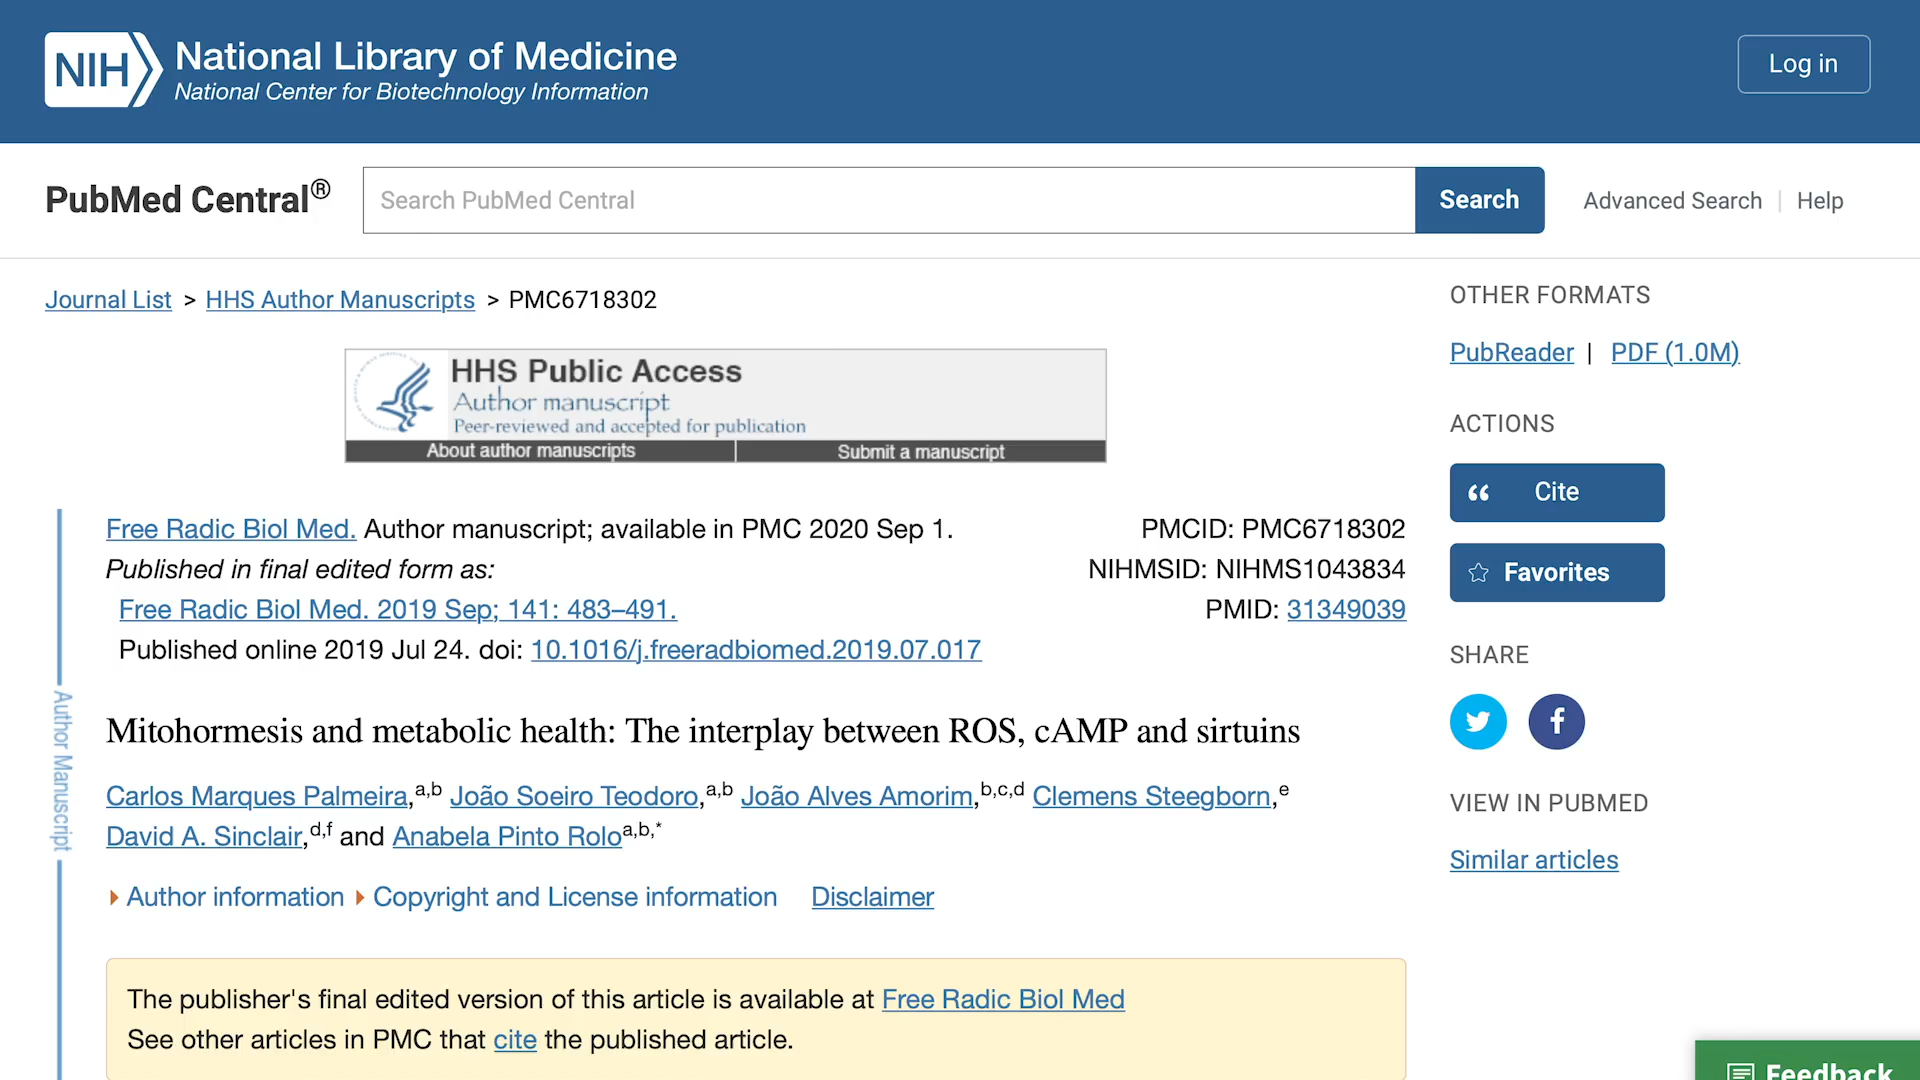 NIH National Library of Medicine
National Center for Biotechnology Information
Log in
PubMed Central®
Search PubMed Central
Search
Advanced Search | Help
Journal List > HHS Author Manuscripts > PMC6718302
HHS Public Access
Author manuscript
Peer-reviewed and accepted for publication
About author manuscripts
Submit a manuscript
Author Manuscript
Free Radic Biol Med. Author manuscript; available in PMC 2020 Sep 1.
Published in final edited form as:
Free Radic Biol Med. 2019 Sep; 141: 483–491.
Published online 2019 Jul 24. doi: 10.1016/j.freeradbiomed.2019.07.017
PMCID: PMC6718302
NIHMSID: NIHMS1043834
PMID: 31349039
Mitohormesis and metabolic health: The interplay between ROS, cAMP and sirtuins
Carlos Marques Palmeira,a,b João Soeiro Teodoro,a,b João Alves Amorim,b,c,d Clemens Steegborn,e
David A. Sinclair,d,f and Anabela Pinto Roloa,b,*
Author information Copyright and License information Disclaimer
The publisher's final edited version of this article is available at Free Radic Biol Med
See other articles in PMC that cite the published article.
OTHER FORMATS
PubReader | PDF (1.0M)
ACTIONS
Cite
Favorites
SHARE
VIEW IN PUBMED
Similar articles
Feedback